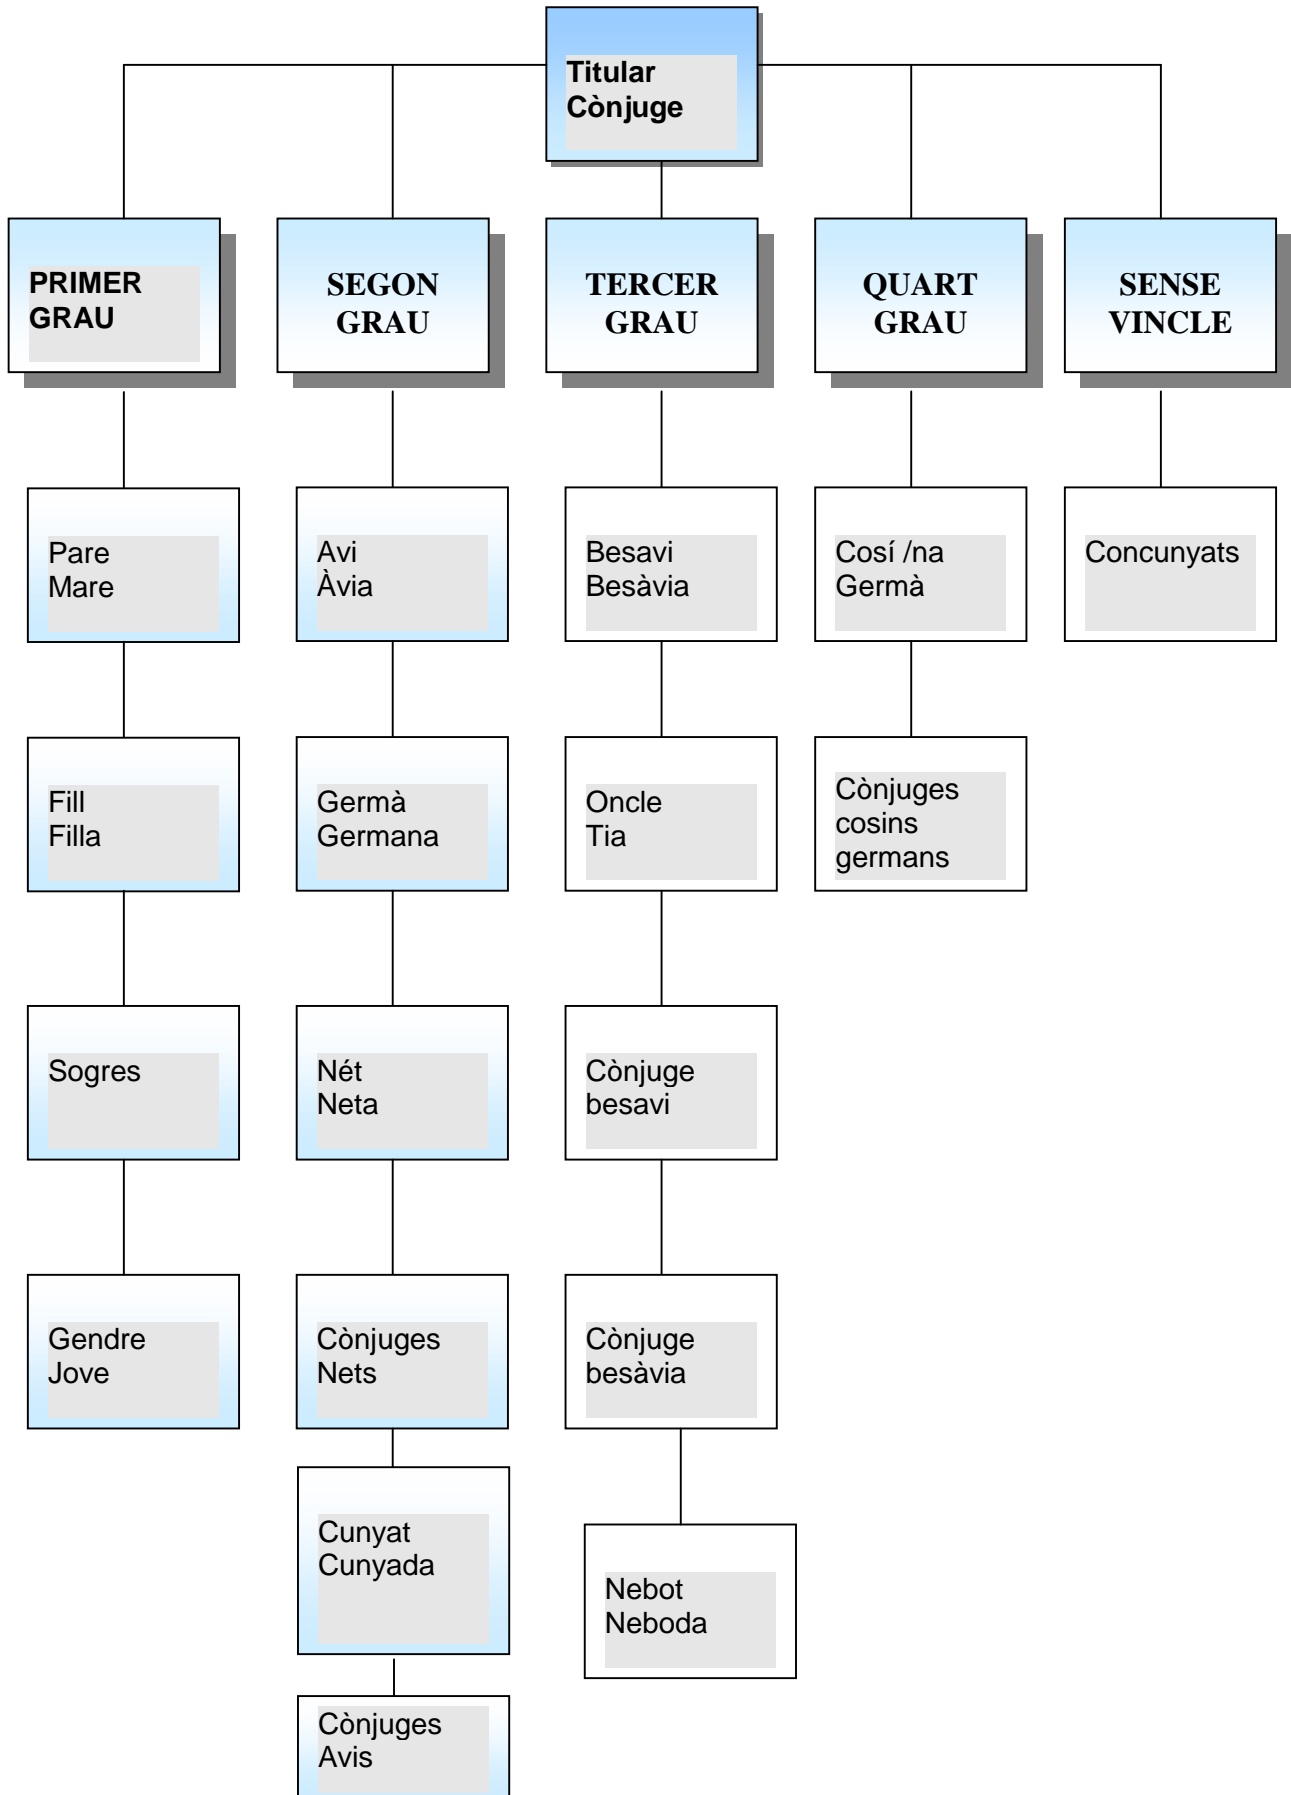 Titular
Cònjuge
PRIMER
GRAU
SEGON
GRAU
TERCER
GRAU
QUART
GRAU
SENSE
VINCLE
Pare
Mare
Avi
Àvia
Besavi
Besàvia
Cosí /na
Germà
Concunyats
Fill
Filla
Germà
Germana
Oncle
Tia
Cònjuges
cosins
germans
Sogres
Nét
Neta
Cònjuge
besavi
Gendre
Jove
Cònjuges
Nets
Cònjuge
besàvia
Cunyat
Cunyada
Nebot
Neboda
Cònjuges
Avis